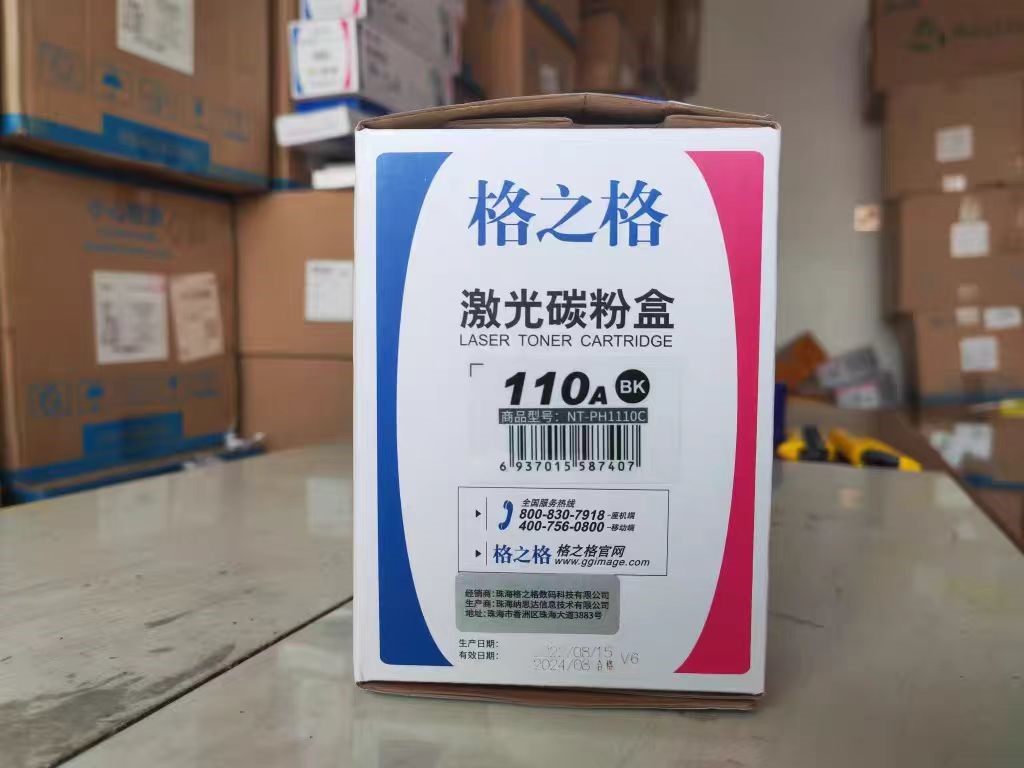 格之格
激光碳粉盒
LASER TONER CARTRIDGE
110A BK
商品型号: NT-PH1110C
6 937015 587407
全国服务热线
800-830-7918 -座机端
400-756-0800 -移动端
格之格 格之格官网
www.ggimage.com
经销商:珠海格之格数码科技有限公司
生产商:珠海纳思达信息技术有限公司
地址:珠海市香洲区珠海大道3883号
生产日期:
有效日期:
/08/15 V6
2024/08 合格